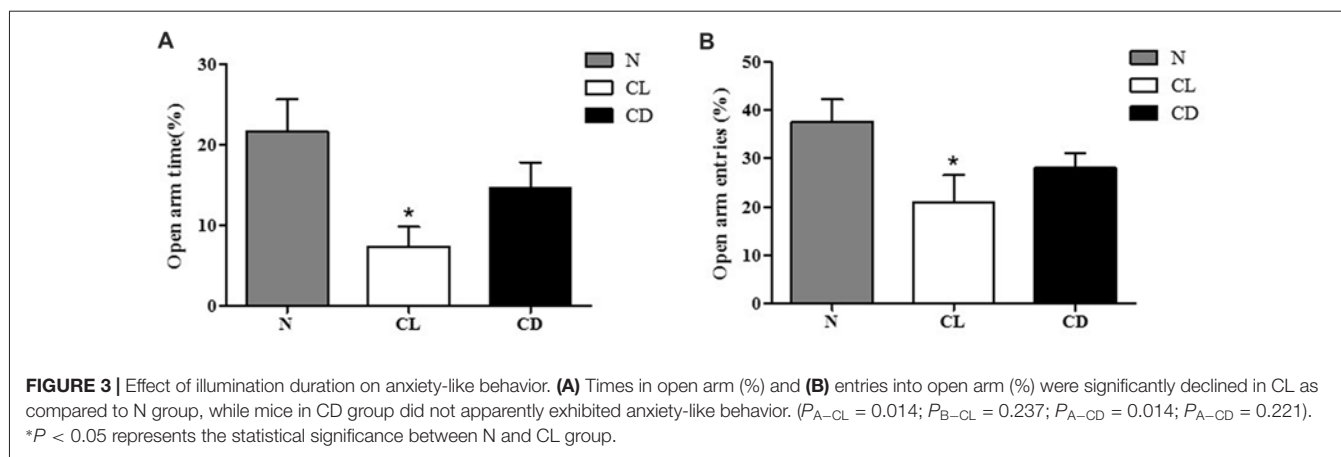 A
30
20
10
0
Open arm time(%)
N
CL
CD
*
N
CL
CD
B
50
40
30
20
10
0
Open arm entries (%)
N
CL
CD
*
N
CL
CD
FIGURE 3 | Effect of illumination duration on anxiety-like behavior. (A) Times in open arm (%) and (B) entries into open arm (%) were significantly declined in CL as
compared to N group, while mice in CD group did not apparently exhibited anxiety-like behavior. (P_A–CL = 0.014; P_B–CL = 0.237; P_A–CD = 0.014; P_A–CD = 0.221).
*P < 0.05 represents the statistical significance between N and CL group.